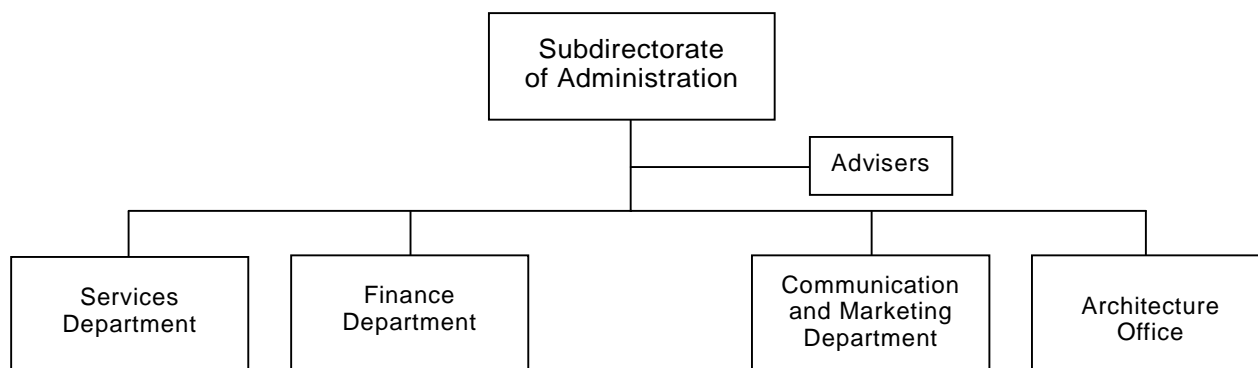 Subdirectorate
of Administration
Advisers
Services
Department
Finance
Department
Communication
and Marketing
Department
Architecture
Office